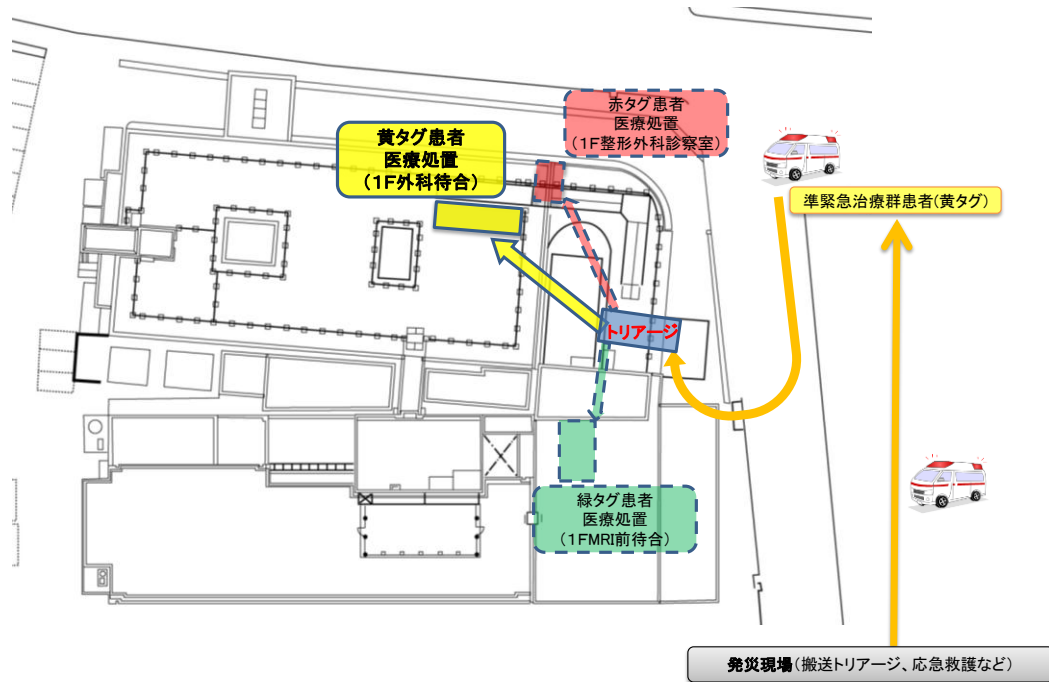 赤タグ患者
医療処置
(1F整形外科診察室)
黄タグ患者
医療処置
(1F外科待合)
準緊急治療群患者(黄タグ)
トリアージ
緑タグ患者
医療処置
(1FMRI前待合)
発災現場(搬送トリアージ、応急救護など)